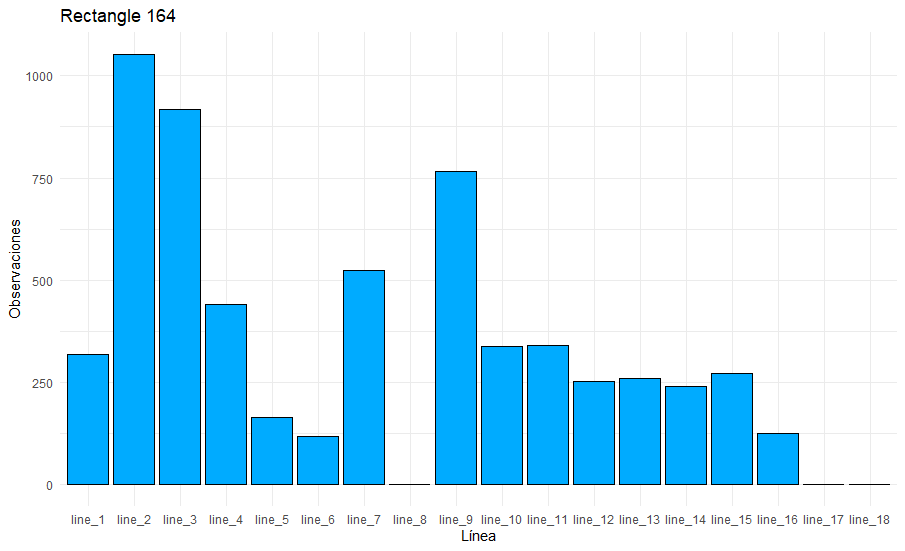 Rectangle 164
Observaciones
1000
750
500
250
0
line_1 line_2 line_3 line_4 line_5 line_6 line_7 line_8 line_9 line_10 line_11 line_12 line_13 line_14 line_15 line_16 line_17 line_18
Línea